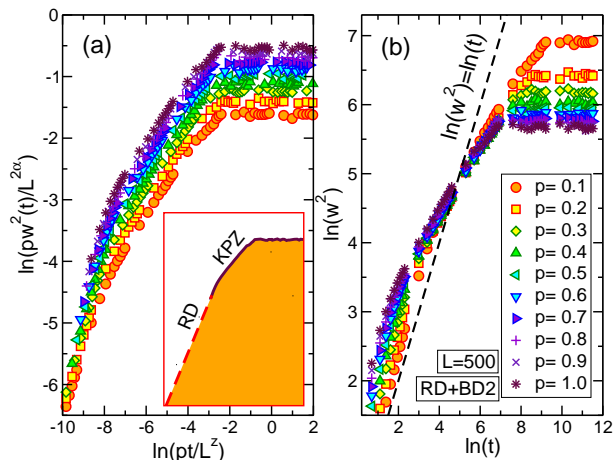 (a)
ln(pw²(t)/L^{2α})
0
-1
-2
-3
-4
-5
-6
-10 -8 -6 -4 -2 0 2
ln(pt/L^z)
RD
KPZ
(b)
ln(w²)
7
6
5
4
3
2
0 2 4 6 8 10 12
ln(t)
ln(w²)=ln(t)
p= 0.1
p= 0.2
p= 0.3
p= 0.4
p= 0.5
p= 0.6
p= 0.7
p= 0.8
p= 0.9
p= 1.0
L=500
RD+BD2